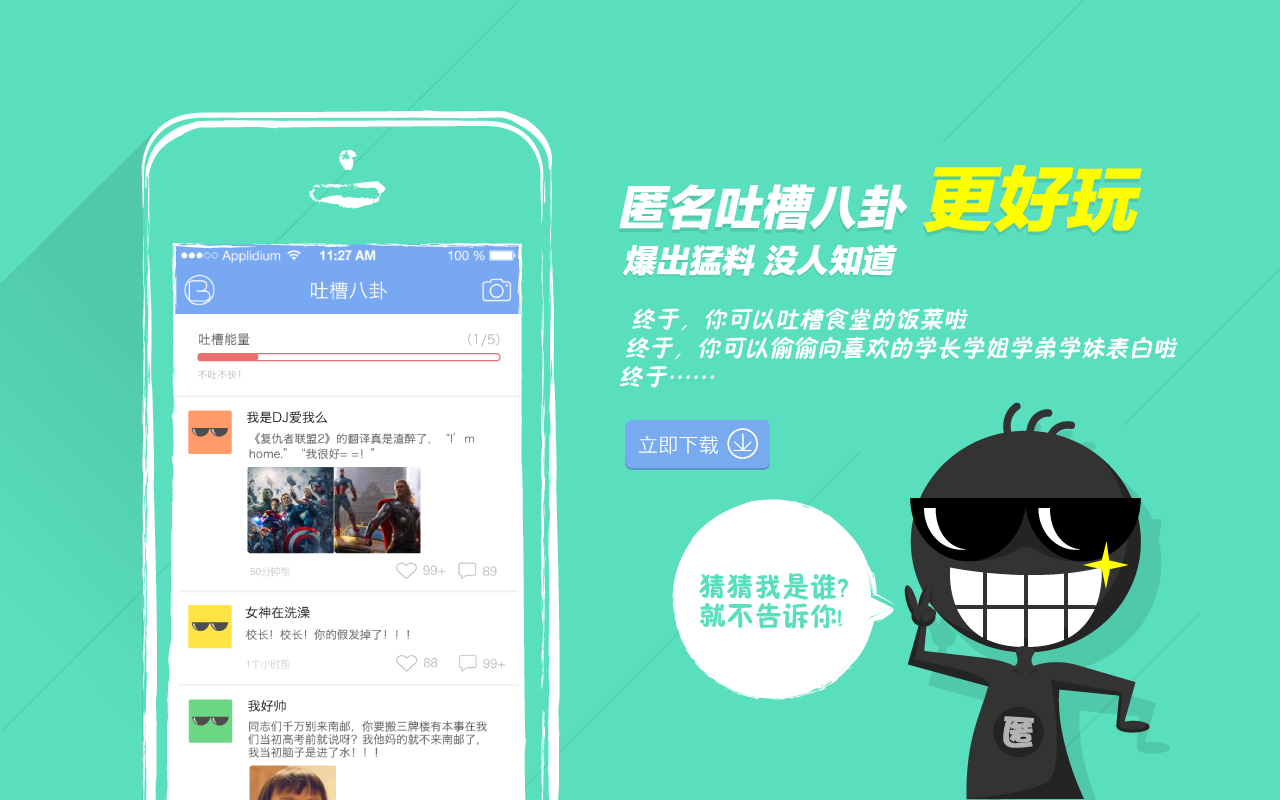 匿名吐槽八卦 更好玩
爆出猛料 没人知道
终于，你可以吐槽食堂的饭菜啦
终于，你可以偷偷向喜欢的学长学姐学弟学妹表白啦
终于……
立即下载
猜猜我是谁？
就不告诉你！
匿
Applidium 11:27 AM 100 %
吐槽八卦
吐槽能量 （1/5）
不吐不快！
我是DJ爱我么
《复仇者联盟2》的翻译真是渣醉了，“I’m
home.”“我很好= =！”
50分钟前 99+ 89
女神在洗澡
校长！校长！你的假发掉了！！！
1个小时前 88 99+
我好帅
同志们千万别来南邮，你要搬三牌楼有本事在我
们当初高考前就说呀？我他妈的就不来南邮了，
我当初脑子是进了水！！！